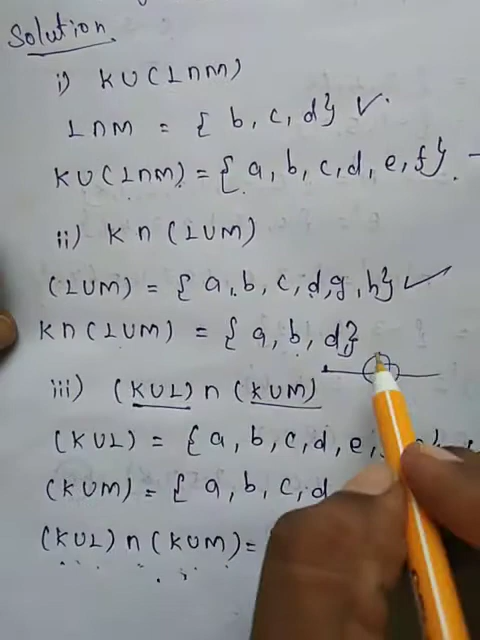 Solution
i) K∪(L∩M)
L∩M = { b, c, d} ✓.
K∪(L∩M) = { a, b, c, d, e, f} .
ii) K∩(L∪M)
(L∪M) = { a, b, c, d, g, h} ✓
K∩(L∪M) = { a, b, d}
iii) (K∪L)∩(K∪M)
(K∪L) = { a, b, c, d, e,
(K∪M) = { a, b, c, d
(K∪L)∩(K∪M) =